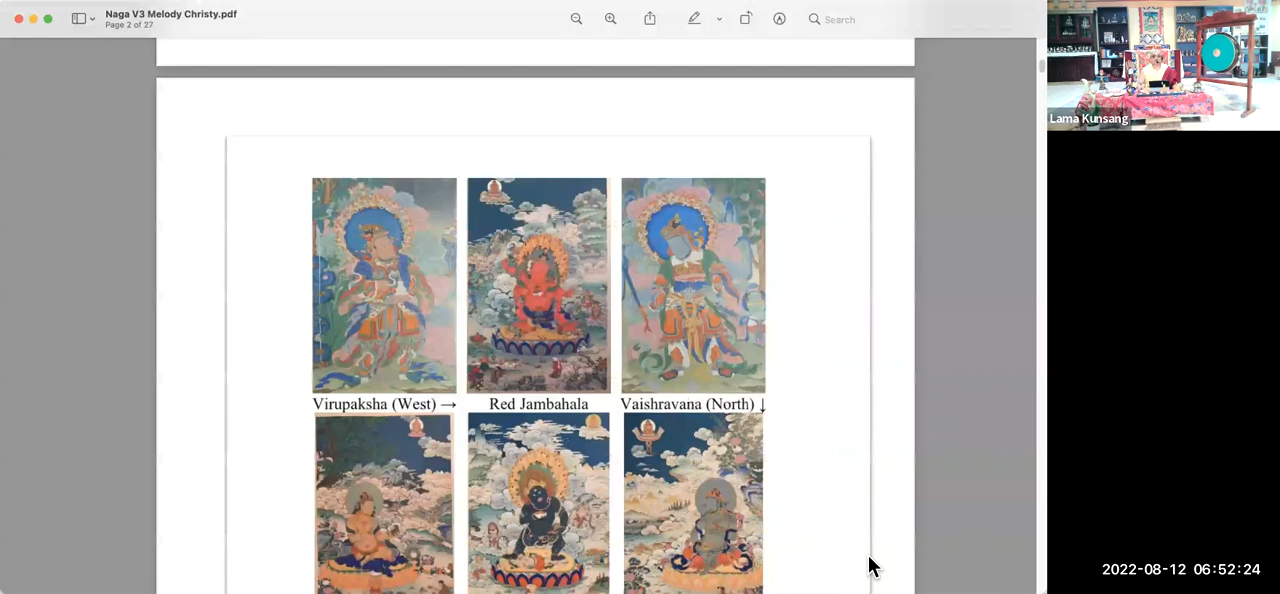 Naga V3 Melody Christy.pdf
Page 2 of 27
Search
Lama Kunsang
Virupaksha (West) →
Red Jambahala
Vaishravana (North) ↓
2022-08-12 06:52:24